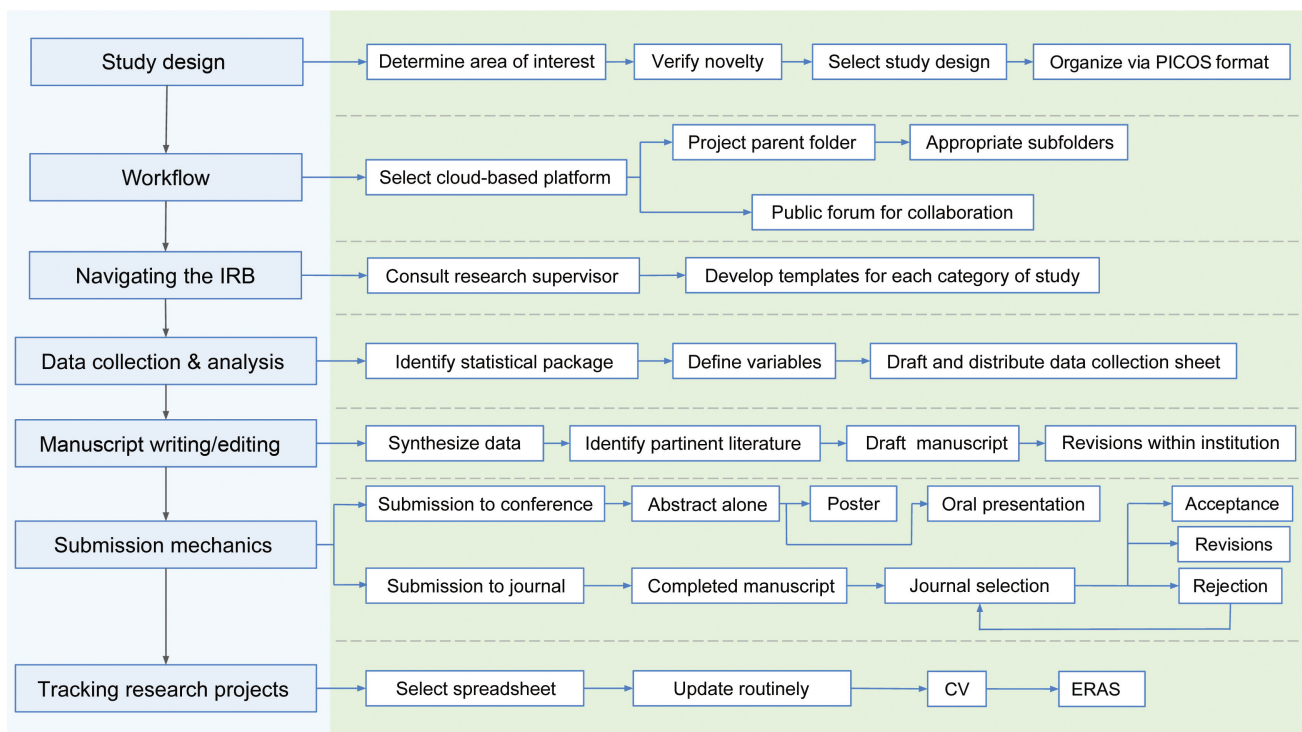 Study design
Determine area of interest
Verify novelty
Select study design
Organize via PICOS format
Workflow
Select cloud-based platform
Project parent folder
Appropriate subfolders
Public forum for collaboration
Navigating the IRB
Consult research supervisor
Develop templates for each category of study
Data collection & analysis
Identify statistical package
Define variables
Draft and distribute data collection sheet
Manuscript writing/editing
Synthesize data
Identify partinent literature
Draft manuscript
Revisions within institution
Submission mechanics
Submission to conference
Abstract alone
Poster
Oral presentation
Submission to journal
Completed manuscript
Journal selection
Acceptance
Revisions
Rejection
Tracking research projects
Select spreadsheet
Update routinely
CV
ERAS